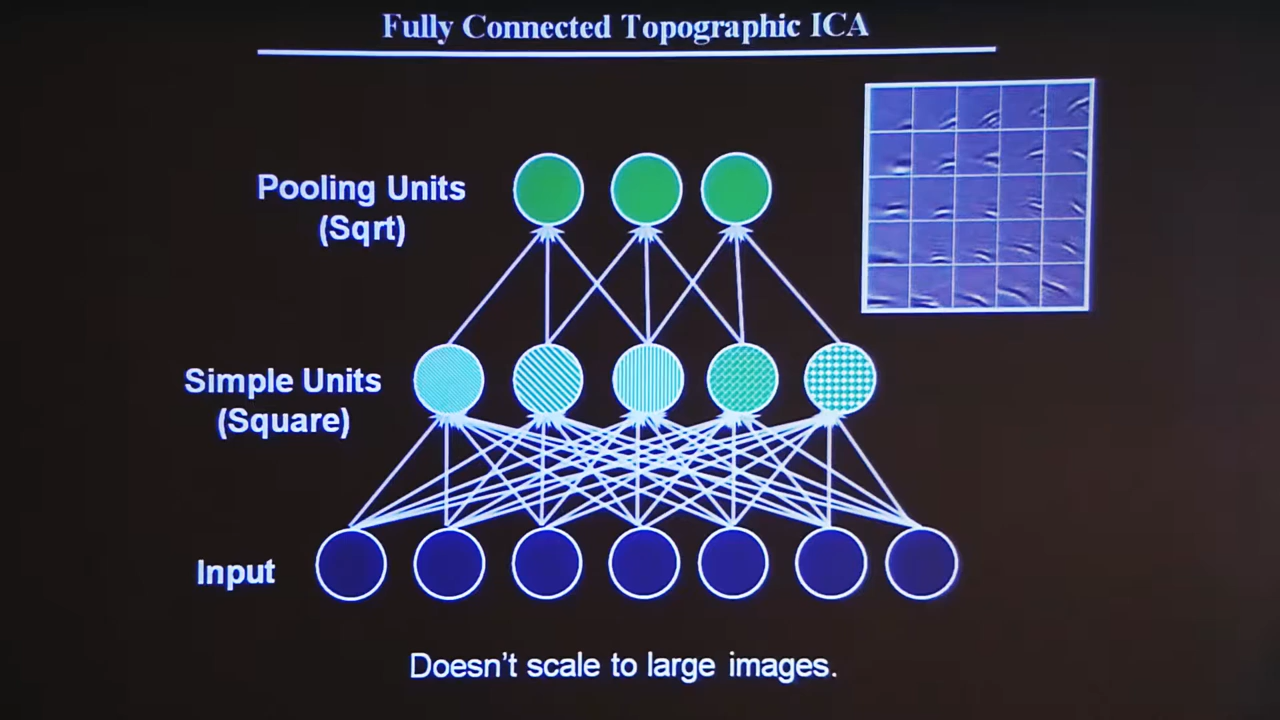 Fully Connected Topographic ICA
Pooling Units
(Sqrt)
Simple Units
(Square)
Input
Doesn't scale to large images.